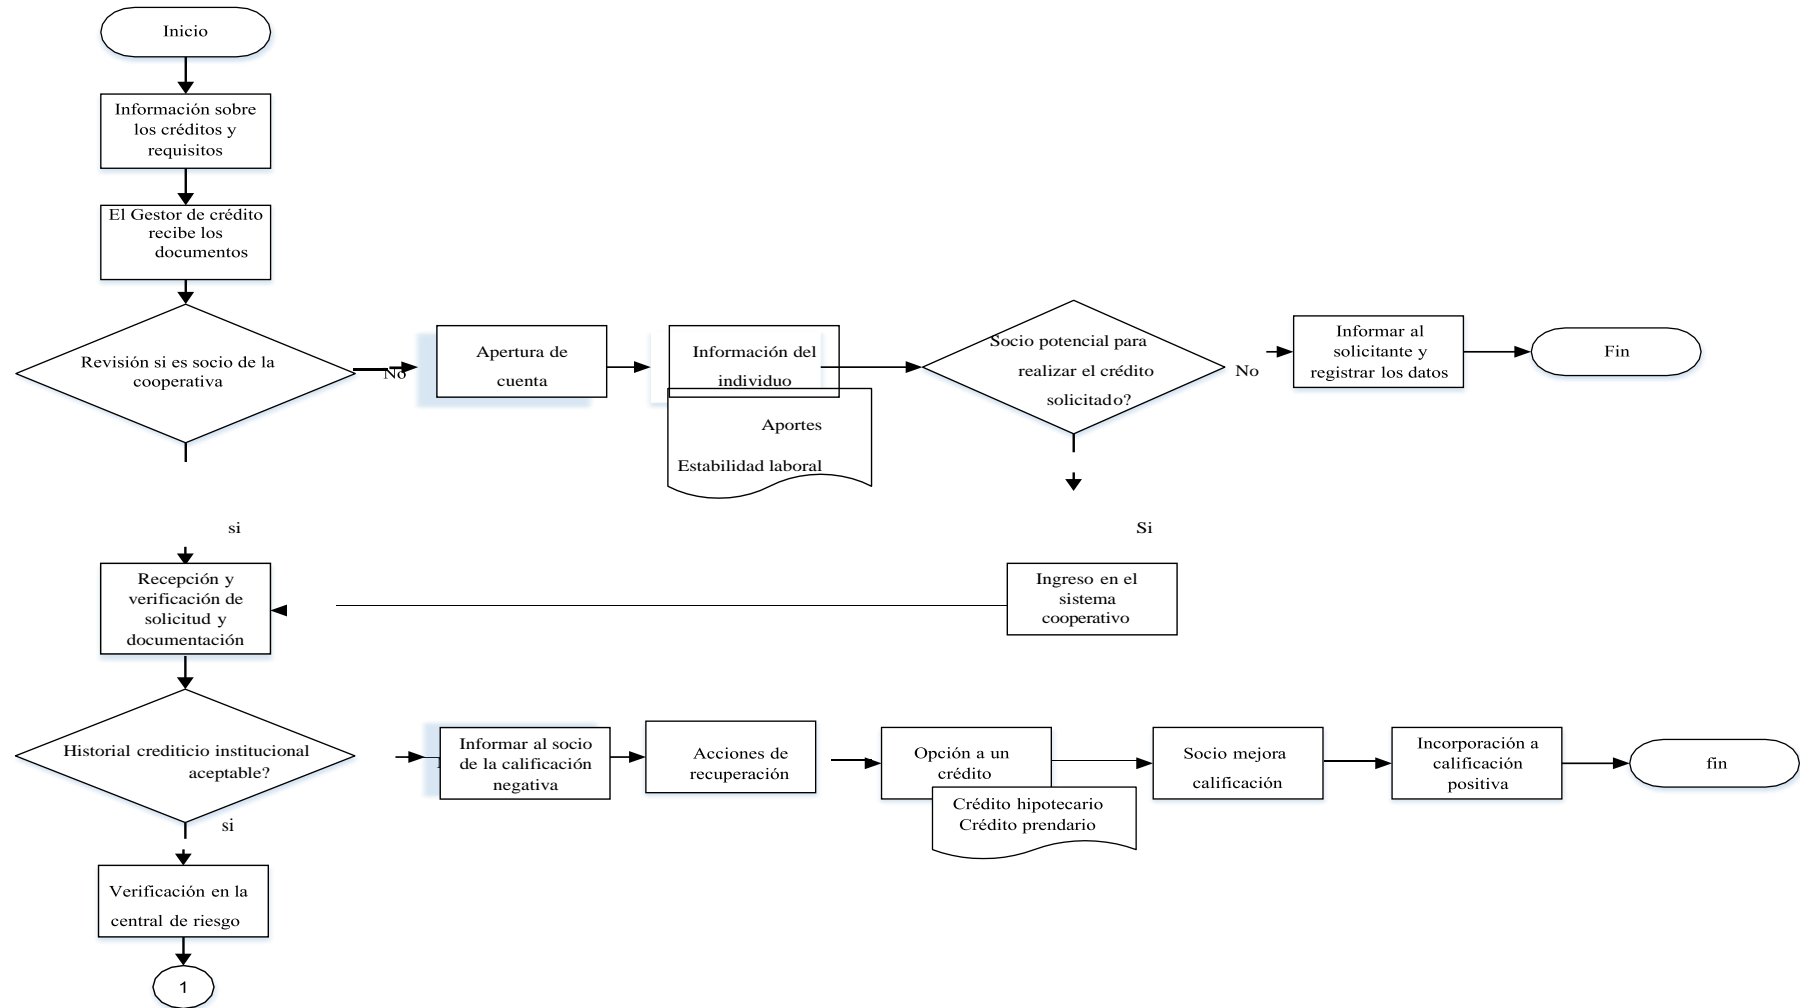 Inicio
Información sobre
los créditos y
requisitos
El Gestor de crédito
recibe los
documentos
Revisión si es socio de la
cooperativa
No
Apertura de
cuenta
Información del
individuo
Aportes
Estabilidad laboral
Socio potencial para
realizar el crédito
solicitado?
No
Informar al
solicitante y
registrar los datos
Fin
si
Si
Recepción y
verificación de
solicitud y
documentación
Ingreso en el
sistema
cooperativo
Historial crediticio institucional
aceptable?
Informar al socio
de la calificación
negativa
Acciones de
recuperación
Opción a un
crédito
Crédito hipotecario
Crédito prendario
Socio mejora
calificación
Incorporación a
calificación
positiva
fin
si
Verificación en la
central de riesgo
1